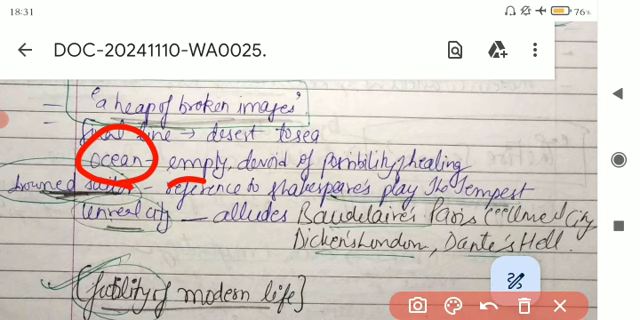 18:31
76%
DOC-20241110-WA0025.
- "a heap of broken images"
- final line → desert to sea
ocean - empty, devoid of possibility of healing
Drowned sailor - reference to Shakespeare's play The Tempest
Unreal city - alludes Baudelaire's Paris
Dicken's London, Dante's Hell.
[futility of modern life]